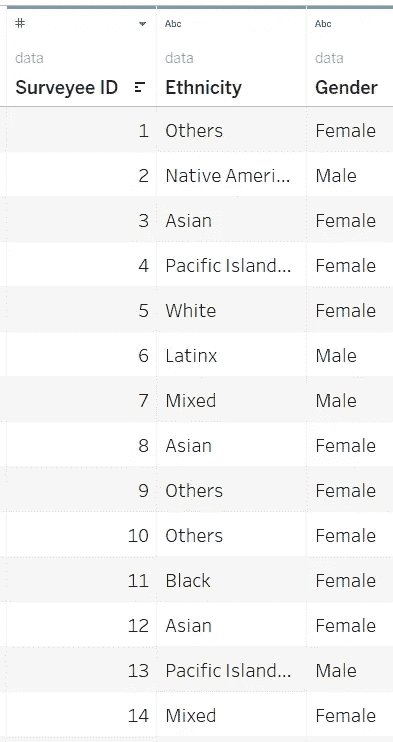 # Abc Abc
data data data
Surveyee ID Ethnicity Gender
1 Others Female
2 Native Ameri... Male
3 Asian Female
4 Pacific Island... Female
5 White Female
6 Latinx Male
7 Mixed Male
8 Asian Female
9 Others Female
10 Others Female
11 Black Female
12 Asian Female
13 Pacific Island... Male
14 Mixed Female